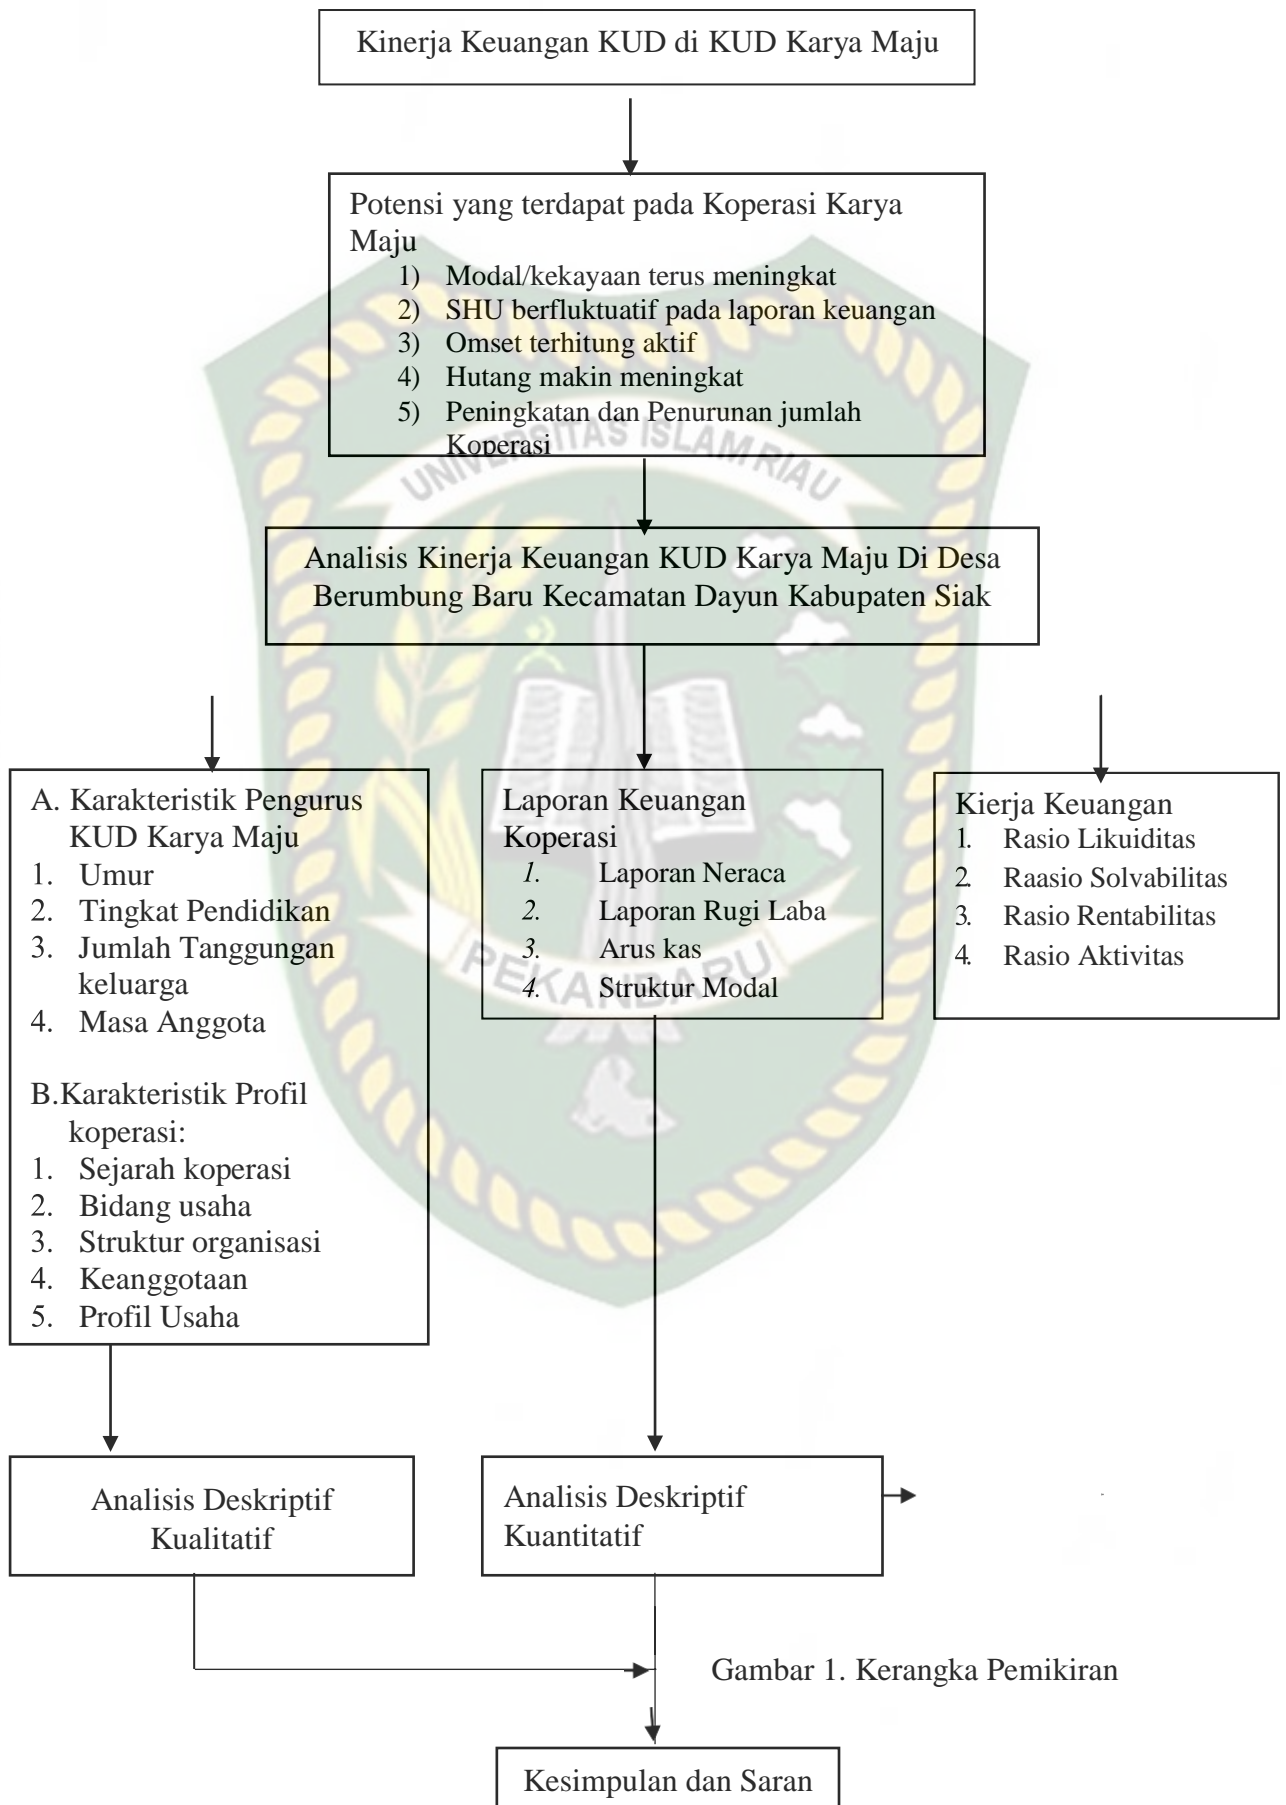 Kinerja Keuangan KUD di KUD Karya Maju
Potensi yang terdapat pada Koperasi Karya
Maju
1) Modal/kekayaan terus meningkat
2) SHU berfluktuatif pada laporan keuangan
3) Omset terhitung aktif
4) Hutang makin meningkat
5) Peningkatan dan Penurunan jumlah
Koperasi
UNIVERSITAS ISLAM RIAU
Analisis Kinerja Keuangan KUD Karya Maju Di Desa
Berumbung Baru Kecamatan Dayun Kabupaten Siak
A. Karakteristik Pengurus
KUD Karya Maju
1. Umur
2. Tingkat Pendidikan
3. Jumlah Tanggungan
keluarga
4. Masa Anggota
B.Karakteristik Profil
koperasi:
1. Sejarah koperasi
2. Bidang usaha
3. Struktur organisasi
4. Keanggotaan
5. Profil Usaha
Laporan Keuangan
Koperasi
1. Laporan Neraca
2. Laporan Rugi Laba
3. Arus kas
4. Struktur Modal
PEKANBARU
Kierja Keuangan
1. Rasio Likuiditas
2. Raasio Solvabilitas
3. Rasio Rentabilitas
4. Rasio Aktivitas
Analisis Deskriptif
Kualitatif
Analisis Deskriptif
Kuantitatif
Gambar 1. Kerangka Pemikiran
Kesimpulan dan Saran